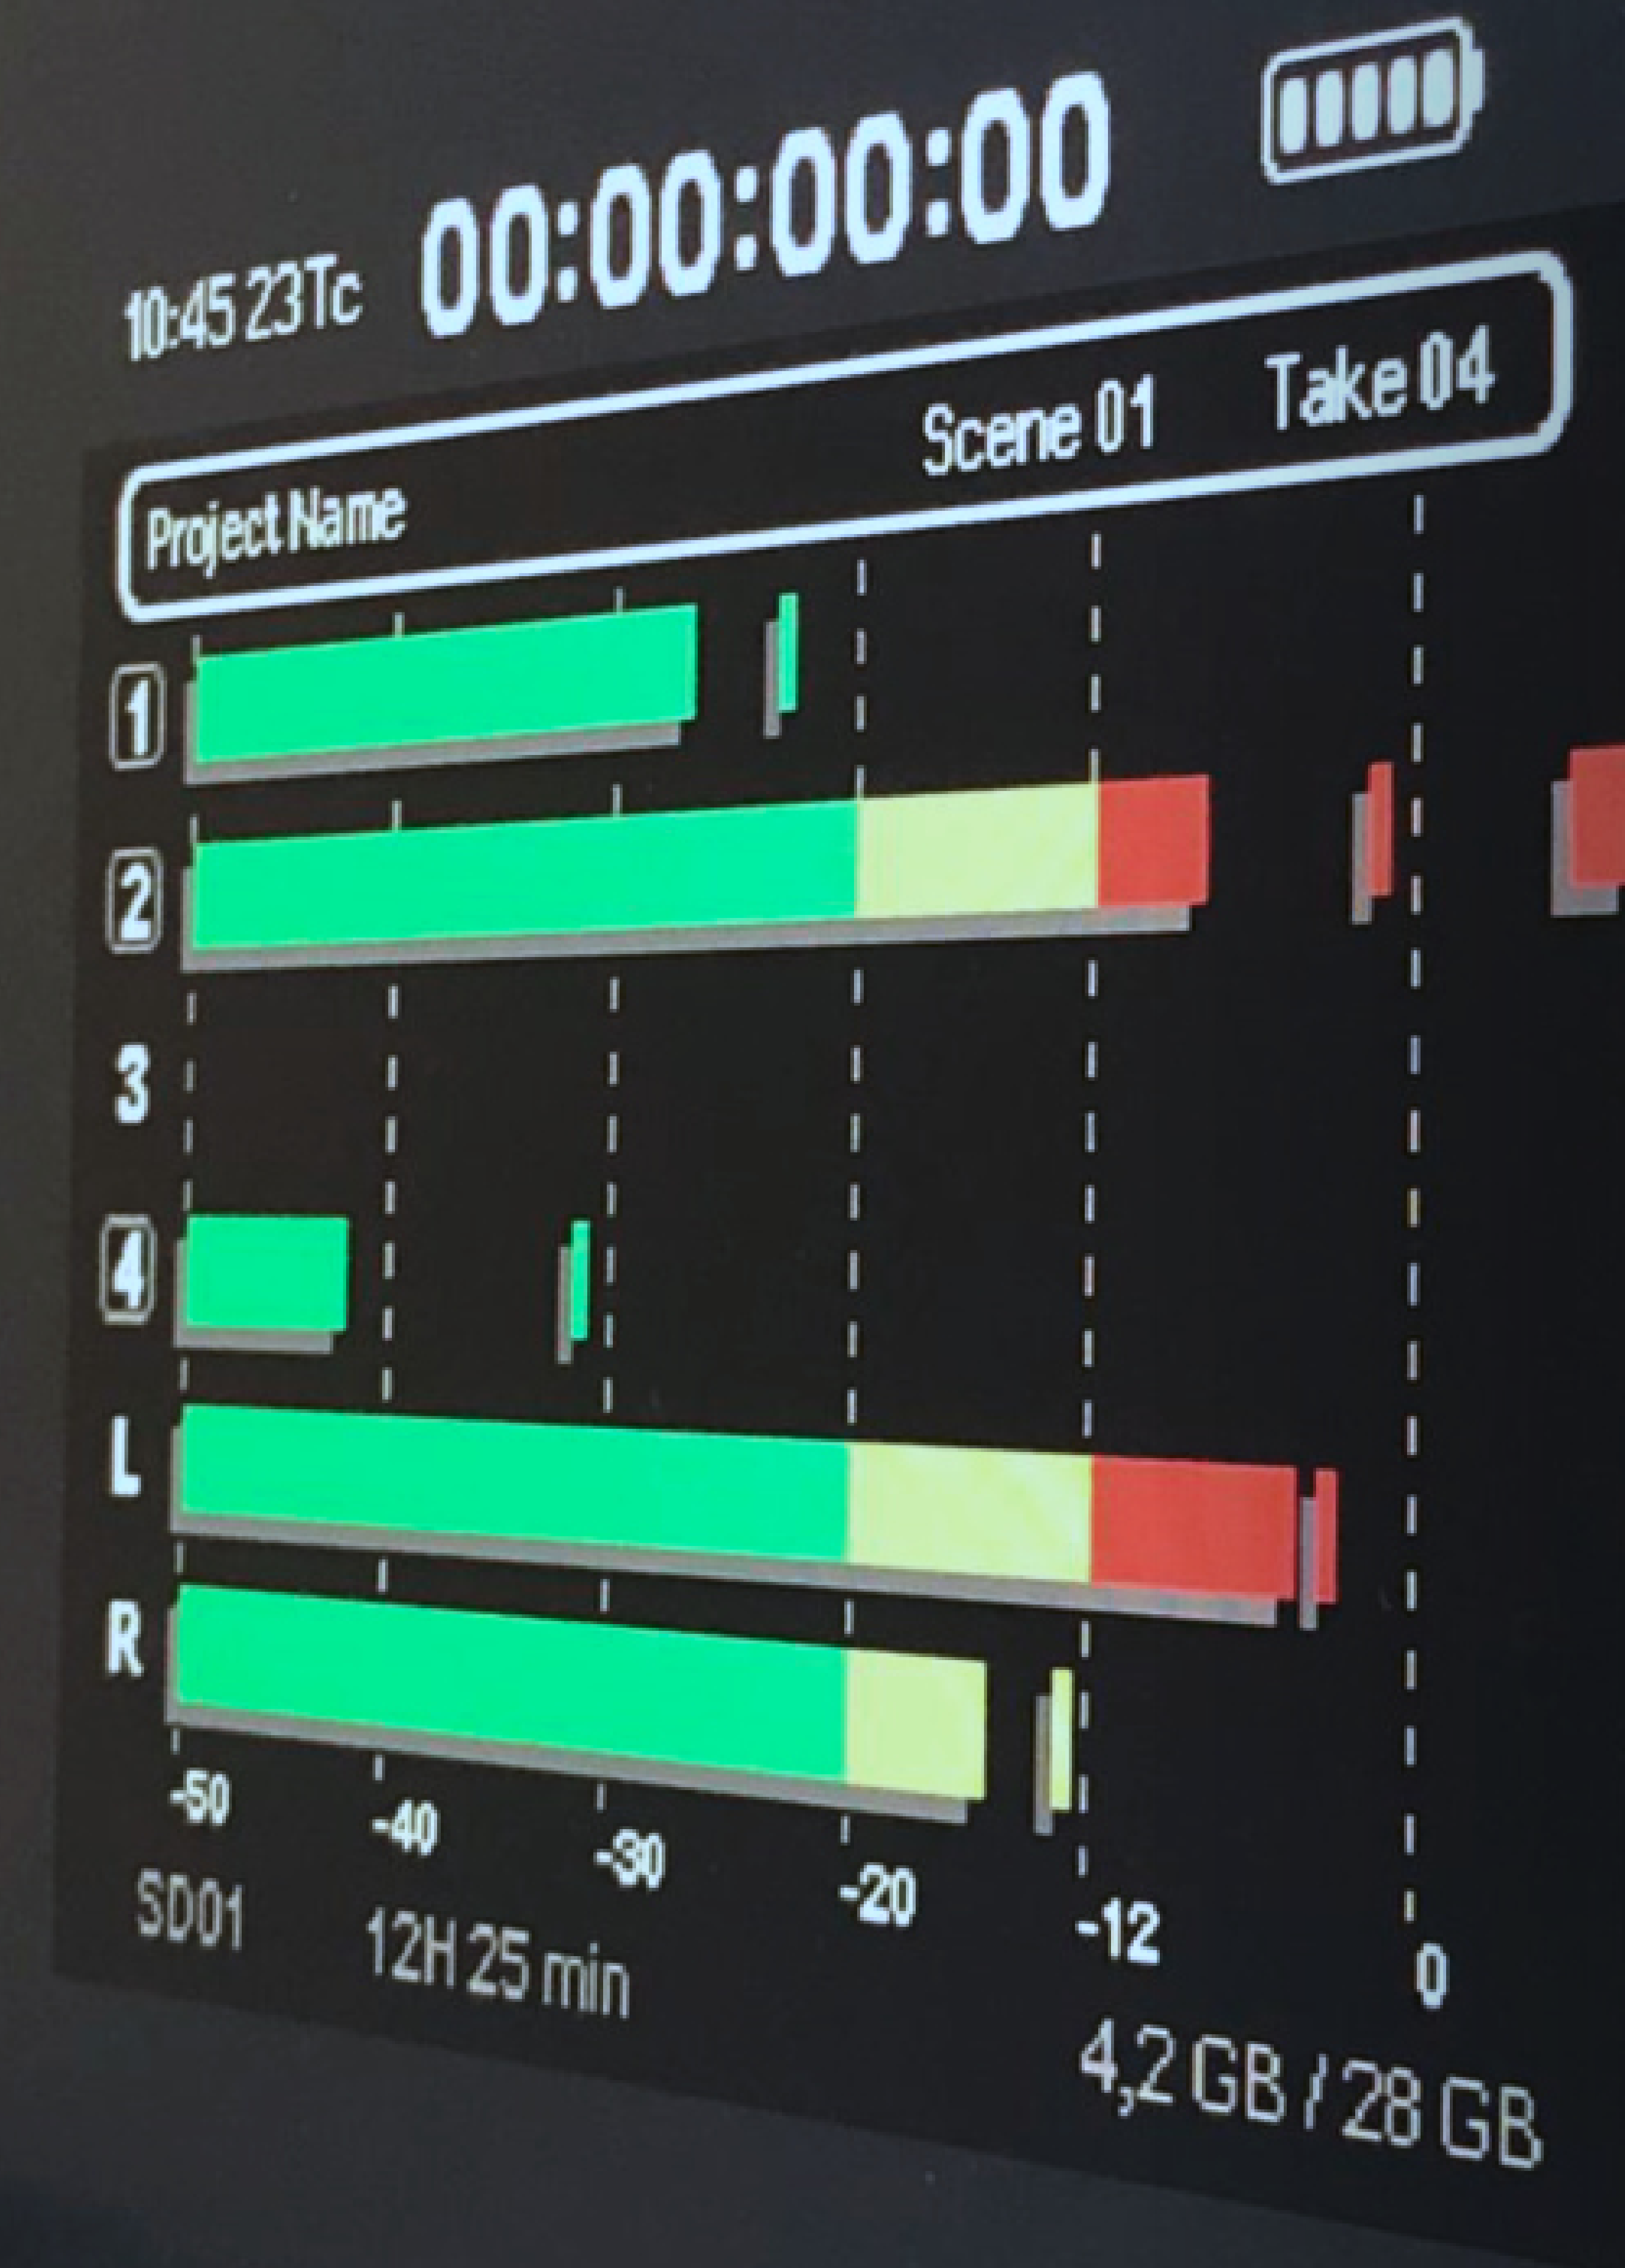 10:45 23Tc 00:00:00:00
Project Name Scene 01 Take 04
1
2
3
4
L
R
-50 -40 -30 -20 -12 0
SD01 12H 25 min 4,2 GB / 28 GB